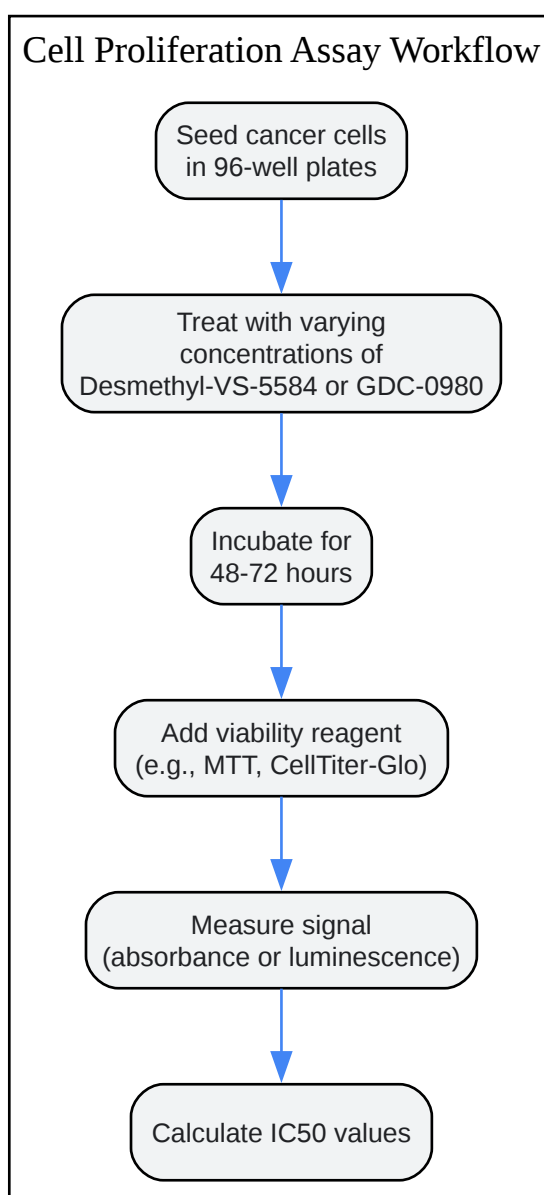 Cell Proliferation Assay Workflow
Seed cancer cells
in 96-well plates
Treat with varying
concentrations of
Desmethyl-VS-5584 or GDC-0980
Incubate for
48-72 hours
Add viability reagent
(e.g., MTT, CellTiter-Glo)
Measure signal
(absorbance or luminescence)
Calculate IC50 values